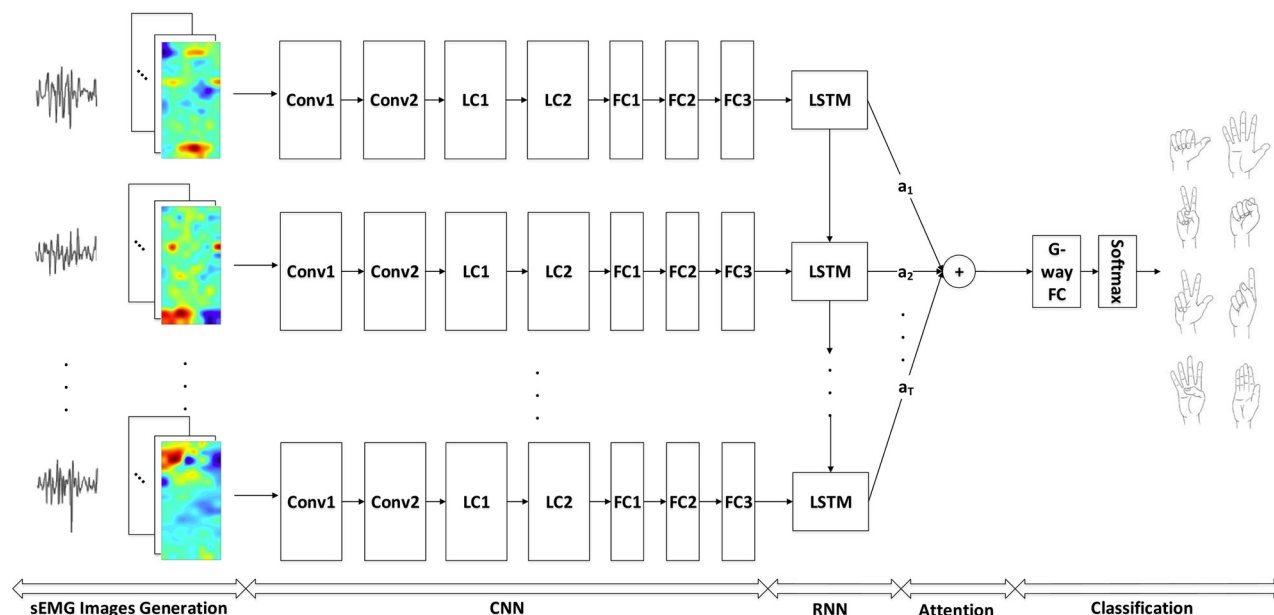 Conv1 Conv2 LC1 LC2 FC1 FC2 FC3 LSTM
a1
Conv1 Conv2 LC1 LC2 FC1 FC2 FC3 LSTM
a2
+
G-
way
FC
Softmax
aT
Conv1 Conv2 LC1 LC2 FC1 FC2 FC3 LSTM
sEMG Images Generation CNN RNN Attention Classification